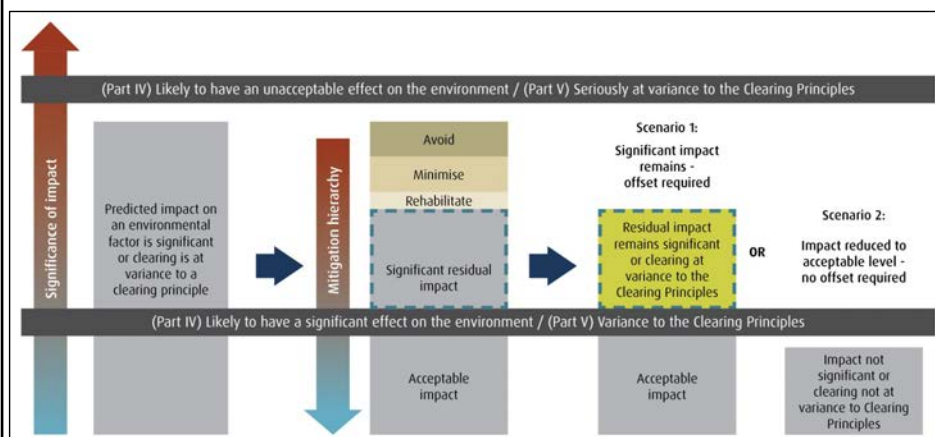 (Part IV) Likely to have an unacceptable effect on the environment / (Part V) Seriously at variance to the Clearing Principles
Significance of impact
Predicted impact on
an environmental
factor is significant
or clearing is at
variance to a
clearing principle
Mitigation hierarchy
Avoid
Minimise
Rehabilitate
Significant residual
impact
Scenario 1:
Significant impact
remains -
offset required
Residual impact
remains significant
or clearing at
variance to the
Clearing Principles
OR
Scenario 2:
Impact reduced to
acceptable level -
no offset required
(Part IV) Likely to have a significant effect on the environment / (Part V) Variance to the Clearing Principles
Acceptable
impact
Acceptable
impact
Impact not
significant or
clearing not at
variance to Clearing
Principles